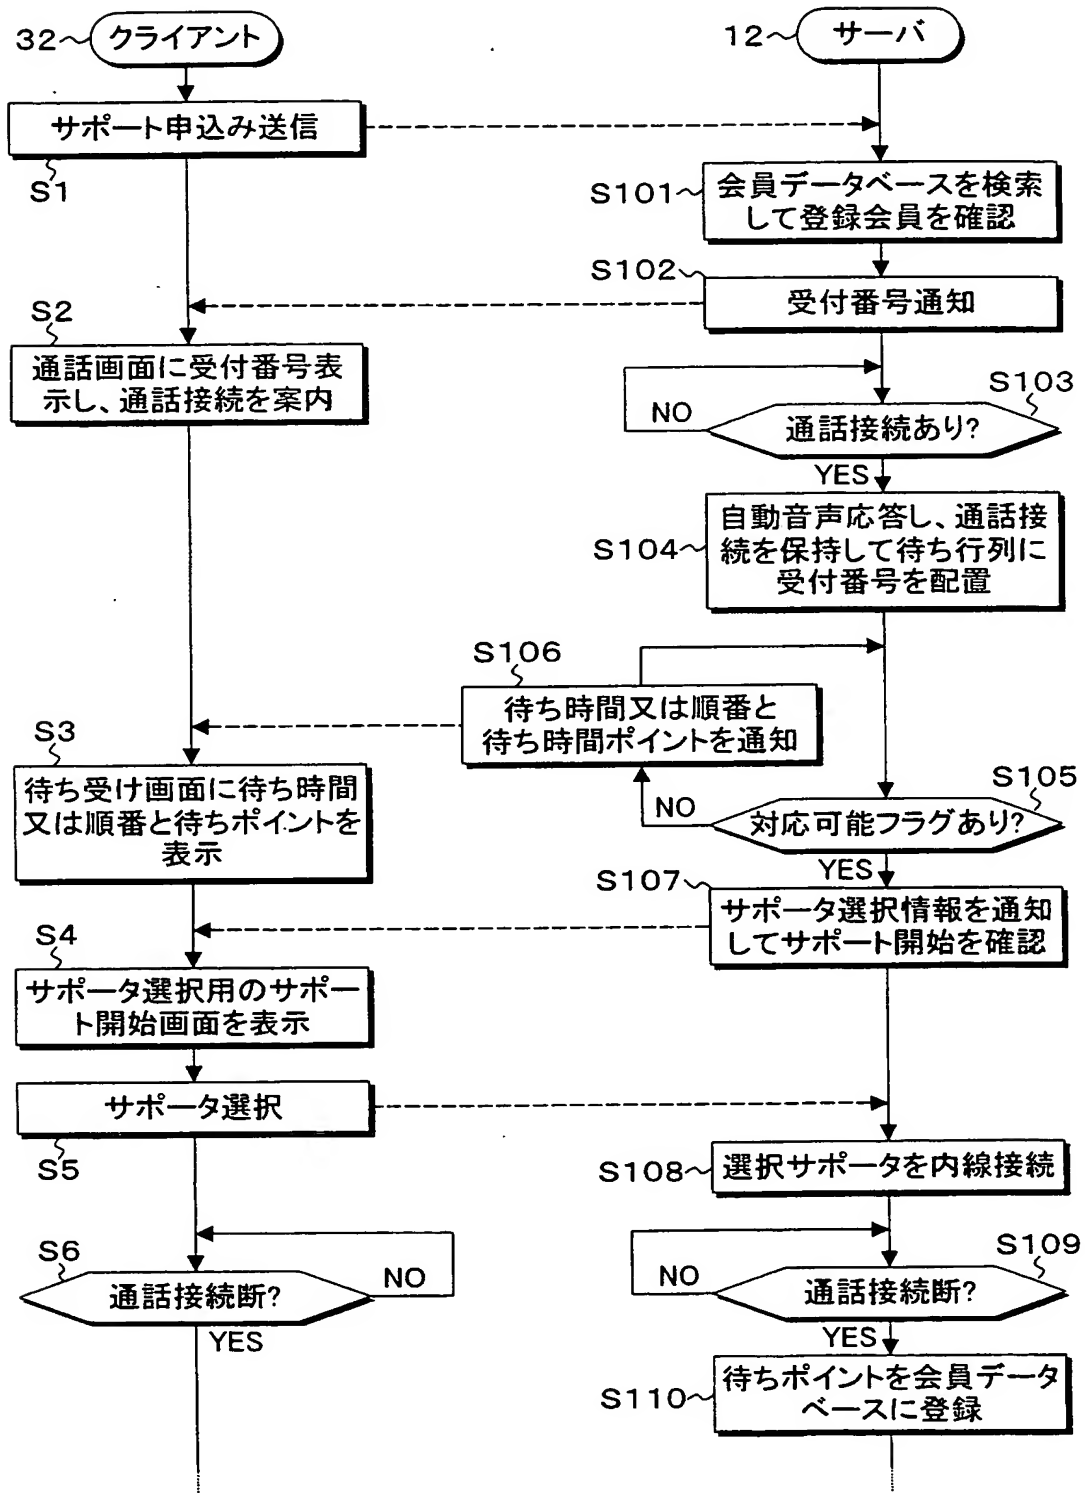 32 クライアント
12 サーバ
サポート申込み送信
S1
S101
会員データベースを検索
して登録会員を確認
S102
受付番号通知
S2
通話画面に受付番号表
示し、通話接続を案内
S103
NO
通話接続あり?
YES
S104
自動音声応答し、通話接
続を保持して待ち行列に
受付番号を配置
S106
待ち時間又は順番と
待ち時間ポイントを通知
S3
待ち受け画面に待ち時間
又は順番と待ちポイントを
表示
S105
NO
対応可能フラグあり?
YES
S107
サポータ選択情報を通知
してサポート開始を確認
S4
サポータ選択用のサポー
ト開始画面を表示
サポータ選択
S5
S108
選択サポータを内線接続
S6
通話接続断?
NO
YES
S109
NO
通話接続断?
YES
S110
待ちポイントを会員データ
ベースに登録